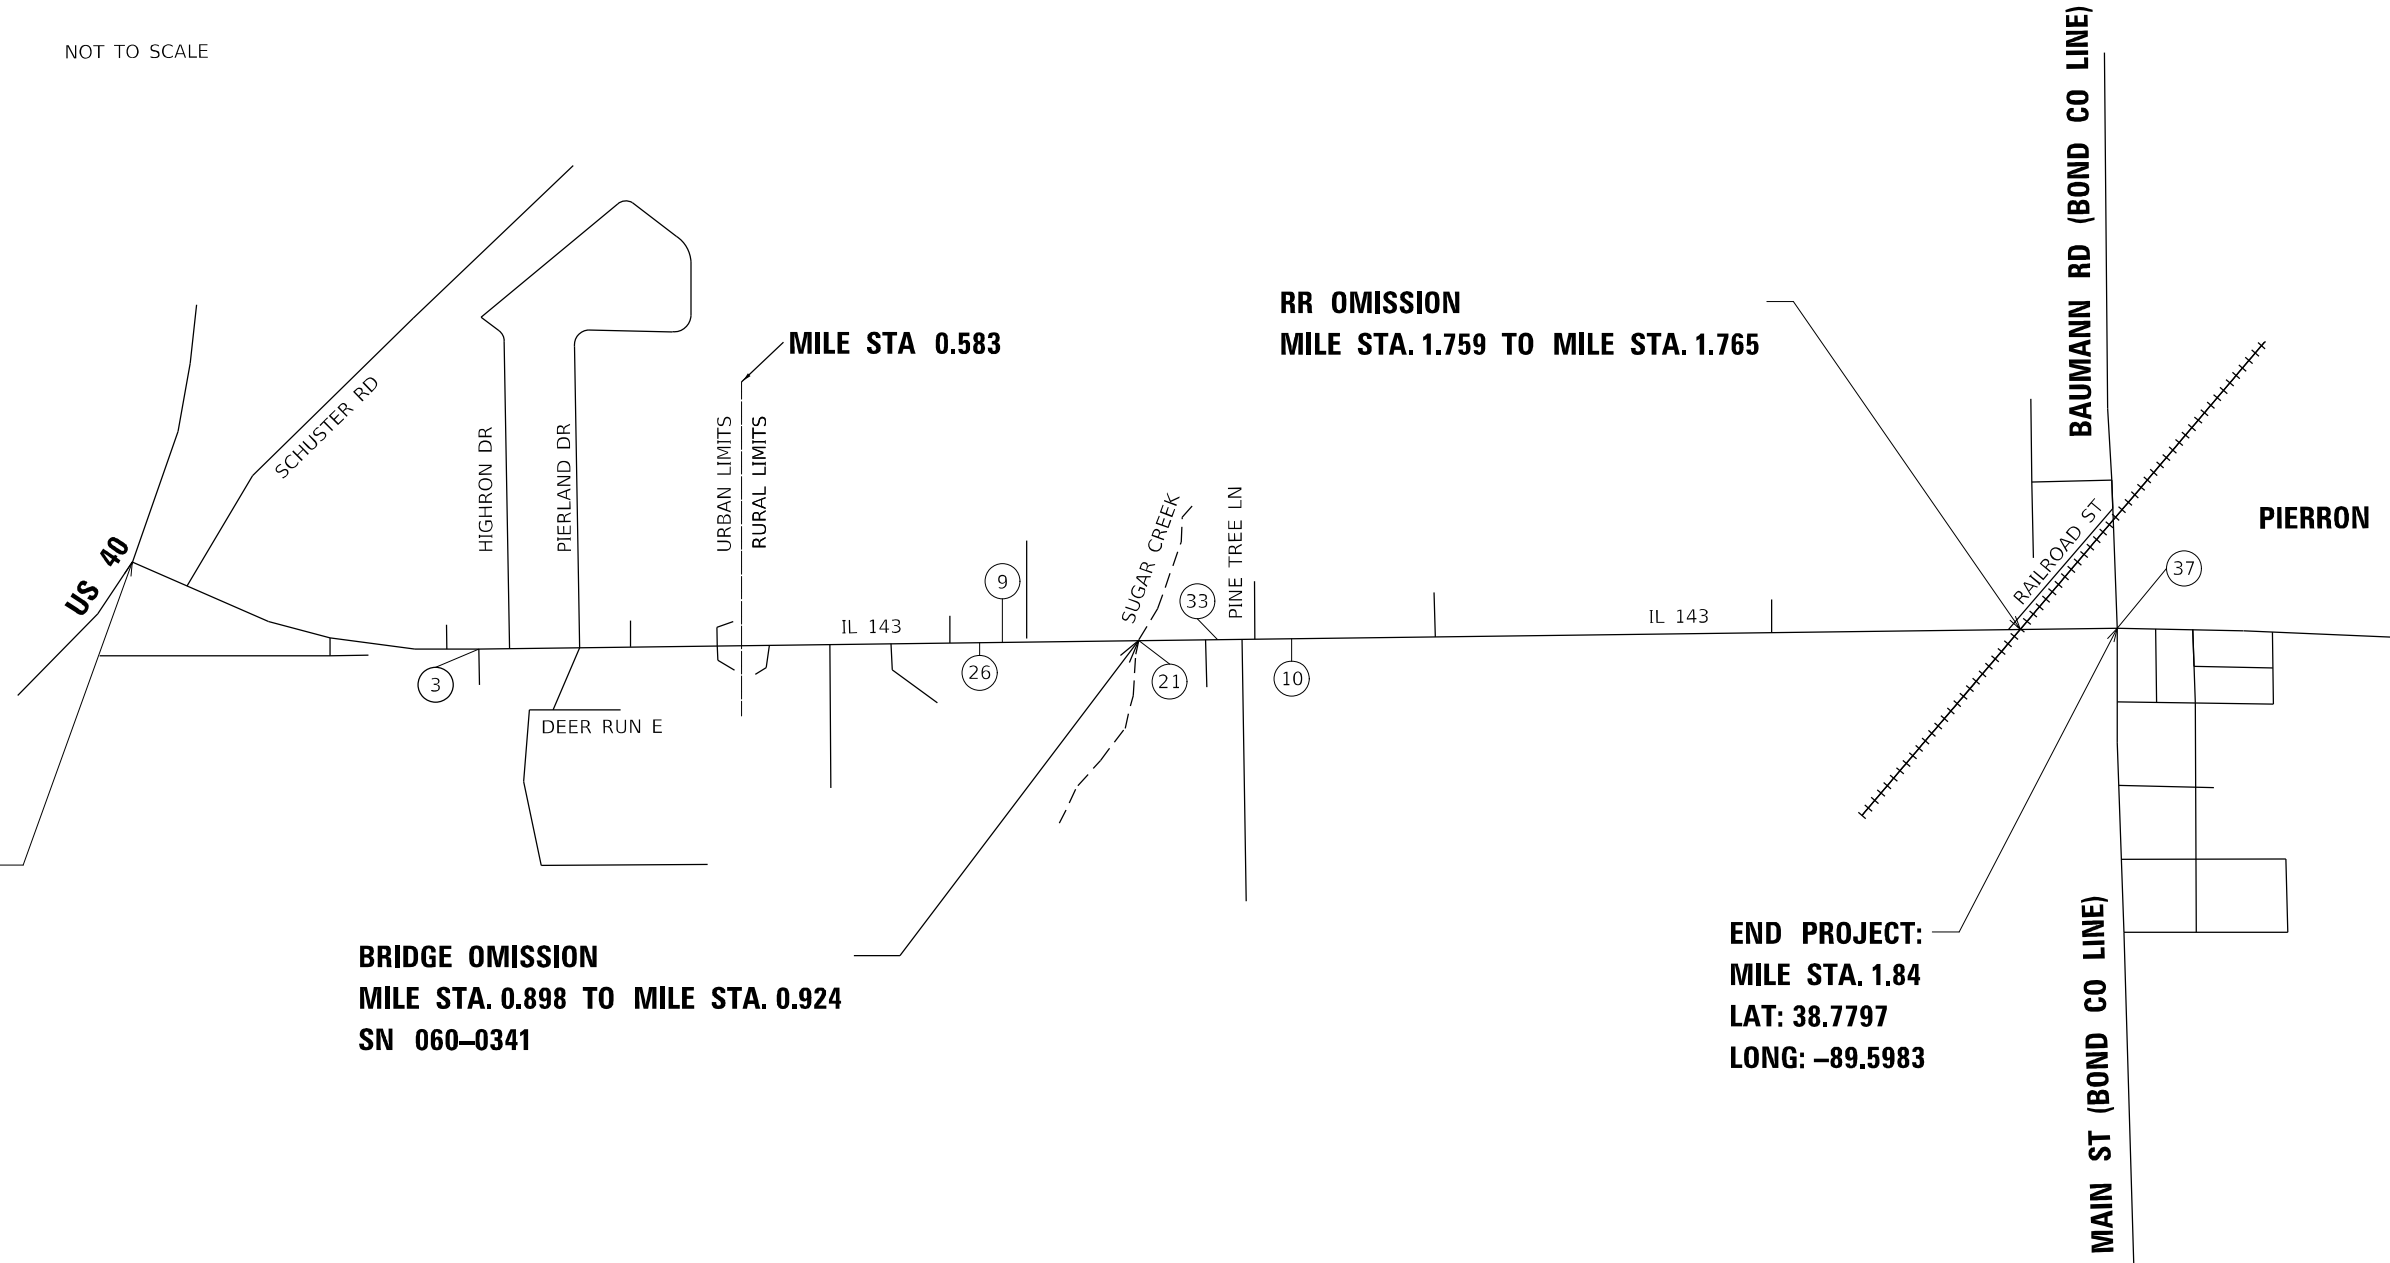 NOT TO SCALE
BAUMANN RD (BOND CO LINE)
RR OMISSION
MILE STA. 1.759 TO MILE STA. 1.765
MILE STA 0.583
SCHUSTER RD
HIGHRON DR
PIERLAND DR
URBAN LIMITS
RURAL LIMITS
SUGAR CREEK
PINE TREE LN
RAILROAD ST
PIERRON
US 40
9
33
37
IL 143
IL 143
3
26
21
10
DEER RUN E
BRIDGE OMISSION
MILE STA. 0.898 TO MILE STA. 0.924
SN 060–0341
END PROJECT:
MILE STA. 1.84
LAT: 38.7797
LONG: –89.5983
MAIN ST (BOND CO LINE)